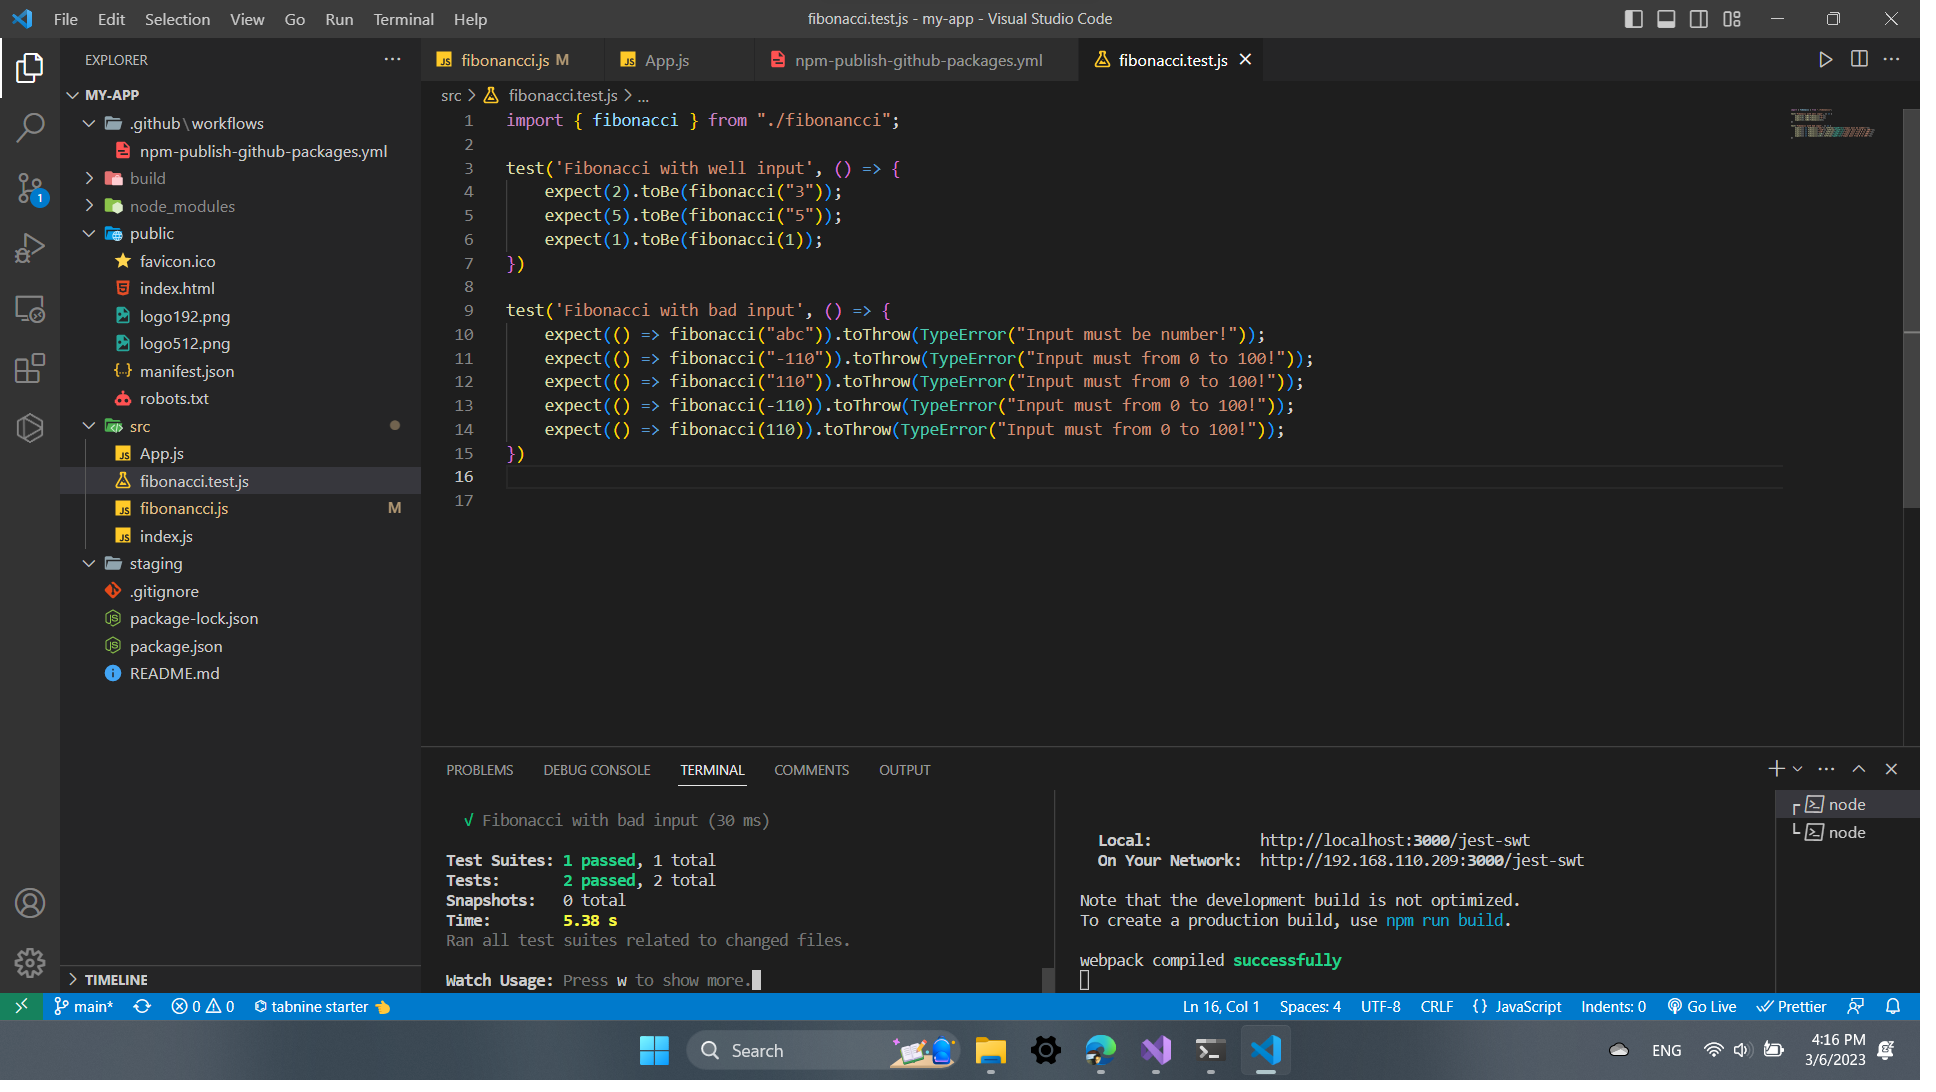 File Edit Selection View Go Run Terminal Help
fibonacci.test.js - my-app - Visual Studio Code
EXPLORER
MY-APP
.github\workflows
npm-publish-github-packages.yml
build
node_modules
public
favicon.ico
index.html
logo192.png
logo512.png
manifest.json
robots.txt
src
App.js
fibonacci.test.js
fibonancci.js M
index.js
staging
.gitignore
package-lock.json
package.json
README.md
TIMELINE
1
fibonancci.js M
App.js
npm-publish-github-packages.yml
fibonacci.test.js
src > fibonacci.test.js > ...
1 import { fibonacci } from "./fibonancci";
2
3 test('Fibonacci with well input', () => {
4 expect(2).toBe(fibonacci("3"));
5 expect(5).toBe(fibonacci("5"));
6 expect(1).toBe(fibonacci(1));
7 })
8
9 test('Fibonacci with bad input', () => {
10 expect(() => fibonacci("abc")).toThrow(TypeError("Input must be number!"));
11 expect(() => fibonacci("-110")).toThrow(TypeError("Input must from 0 to 100!"));
12 expect(() => fibonacci("110")).toThrow(TypeError("Input must from 0 to 100!"));
13 expect(() => fibonacci(-110)).toThrow(TypeError("Input must from 0 to 100!"));
14 expect(() => fibonacci(110)).toThrow(TypeError("Input must from 0 to 100!"));
15 })
16
17
PROBLEMS DEBUG CONSOLE TERMINAL COMMENTS OUTPUT
√ Fibonacci with bad input (30 ms)
Test Suites: 1 passed, 1 total
Tests: 2 passed, 2 total
Snapshots: 0 total
Time: 5.38 s
Ran all test suites related to changed files.
Watch Usage: Press w to show more.
Local: http://localhost:3000/jest-swt
On Your Network: http://192.168.110.209:3000/jest-swt
Note that the development build is not optimized.
To create a production build, use npm run build.
webpack compiled successfully
node
node
main* 0 0 tabnine starter
Ln 16, Col 1 Spaces: 4 UTF-8 CRLF {} JavaScript Indents: 0 Go Live Prettier
Search
ENG
4:16 PM
3/6/2023